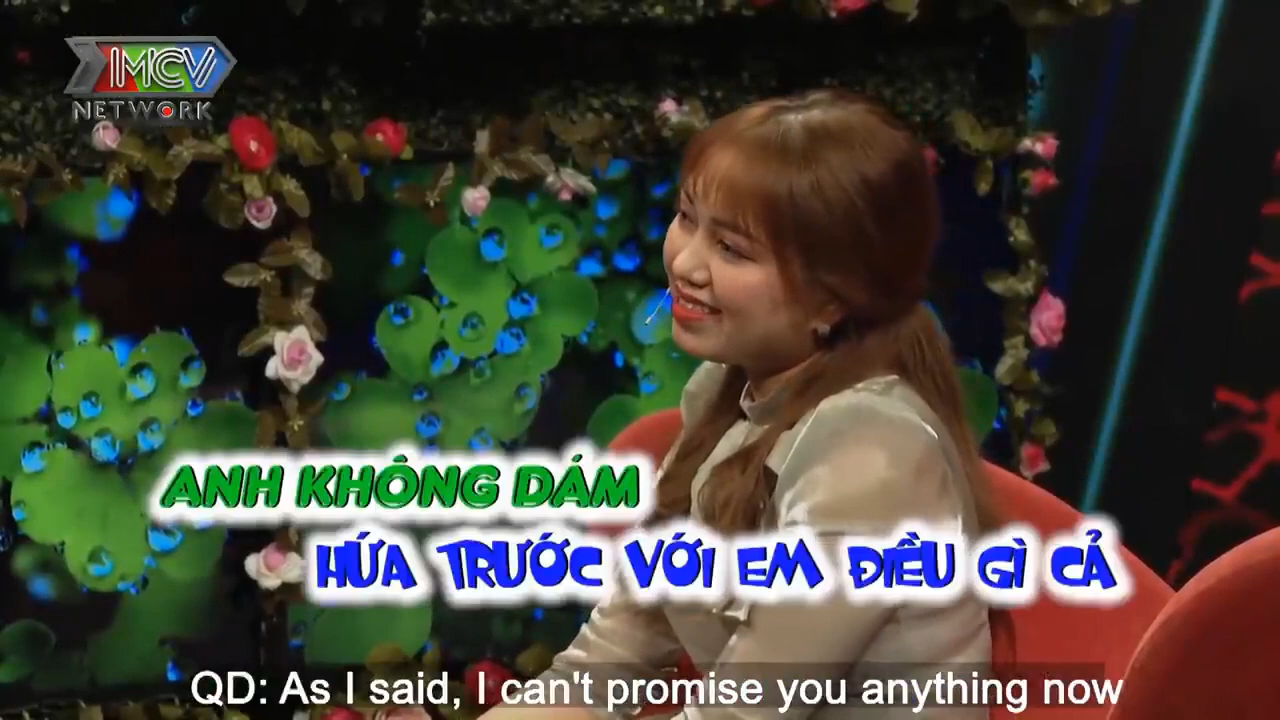 MCV
NETWORK
ANH KHÔNG DÁM
HỨA TRƯỚC VỚI EM ĐIỀU GÌ CẢ
QD: As I said, I can't promise you anything now